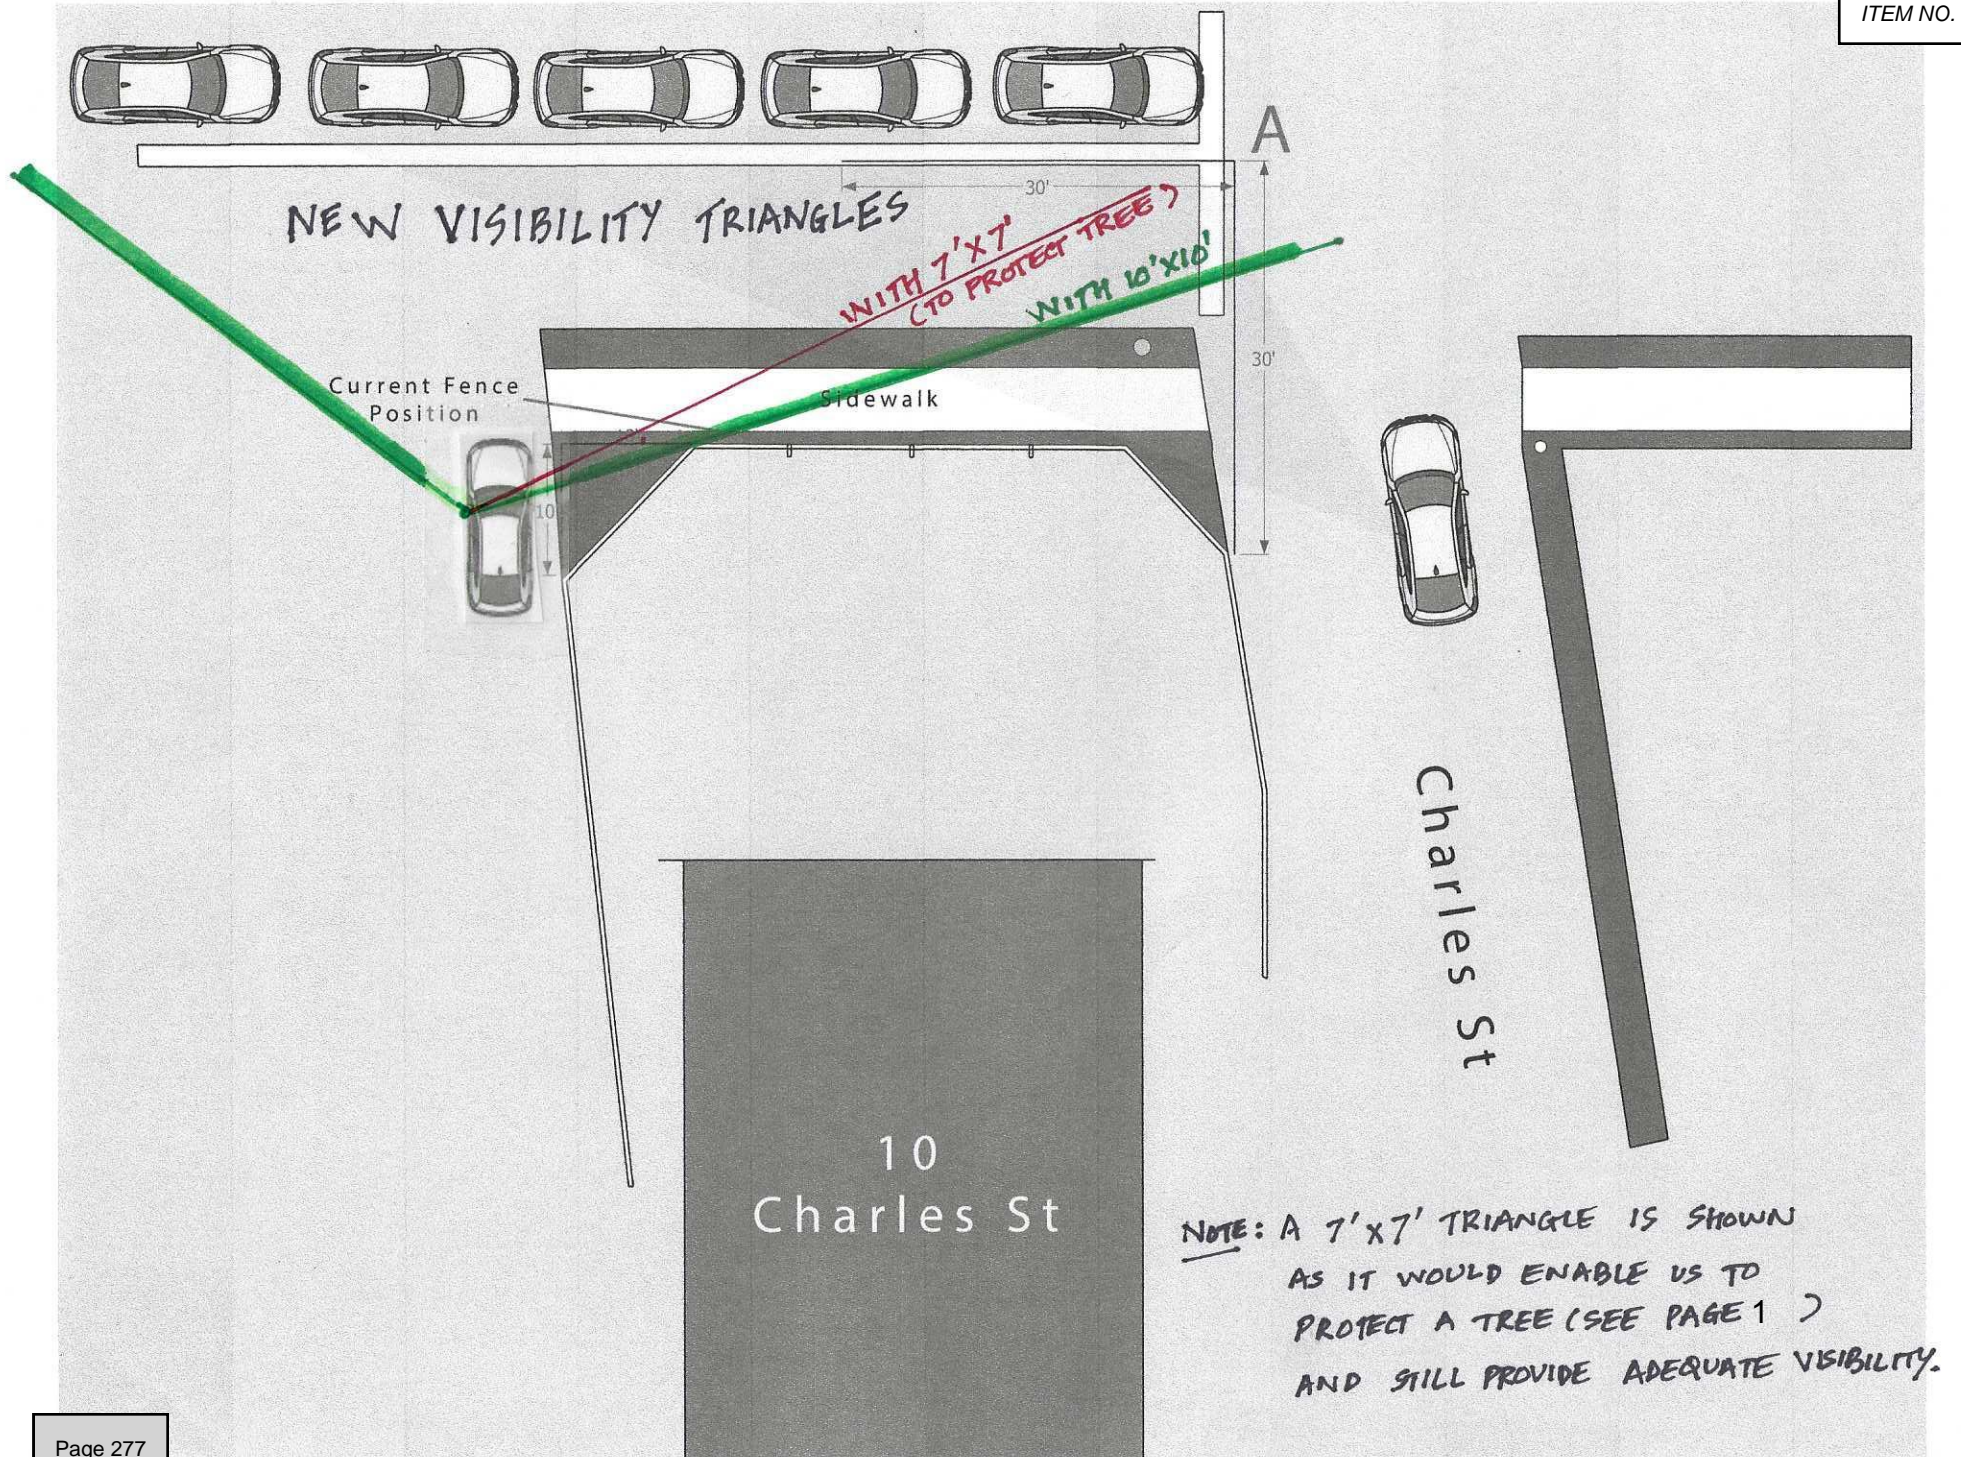 ITEM NO.
A
30'
NEW VISIBILITY TRIANGLES
WITH 7'X7'
(TO PROTECT TREE)
WITH 10'X10'
30'
Current Fence
Position
Sidewalk
10'
Charles St
10
Charles St
NOTE: A 7'X7' TRIANGLE IS SHOWN
AS IT WOULD ENABLE US TO
PROTECT A TREE (SEE PAGE 1 )
AND STILL PROVIDE ADEQUATE VISIBILITY.
Page 277